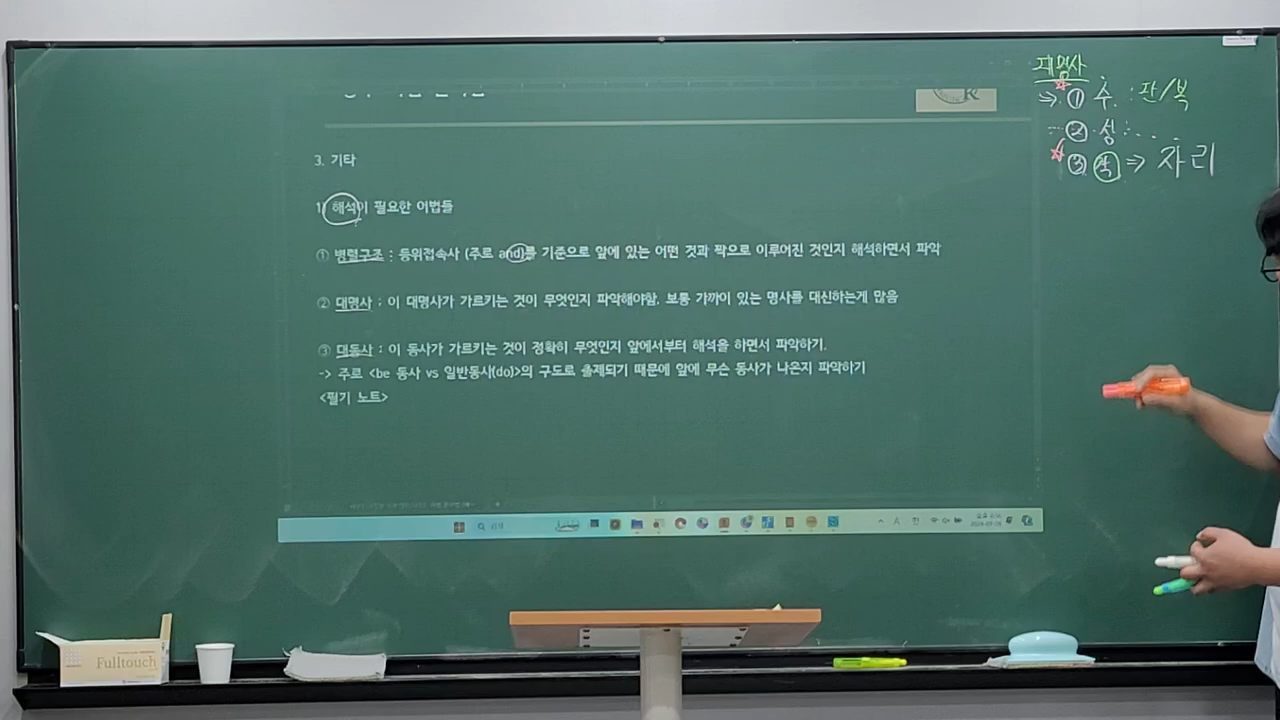 3. 기타
1) 해석이 필요한 어법들
① 병렬구조 : 등위접속사 (주로 and)를 기준으로 앞에 있는 어떤 것과 짝으로 이루어진 것인지 해석하면서 파악
② 대명사 : 이 대명사가 가르키는 것이 무엇인지 파악해야함. 보통 가까이 있는 명사를 대신하는게 많음
③ 대동사 : 이 동사가 가르키는 것이 정확히 무엇인지 앞에서부터 해석을 하면서 파악하기.
-> 주로 <be 동사 vs 일반동사(do)>의 구도로 출제되기 때문에 앞에 무슨 동사가 나온지 파악하기
<필기 노트>
대명사
⇒ ① 수 : 단/복
② 성 : ...
③ 격 ⇒ 자리
Fulltouch